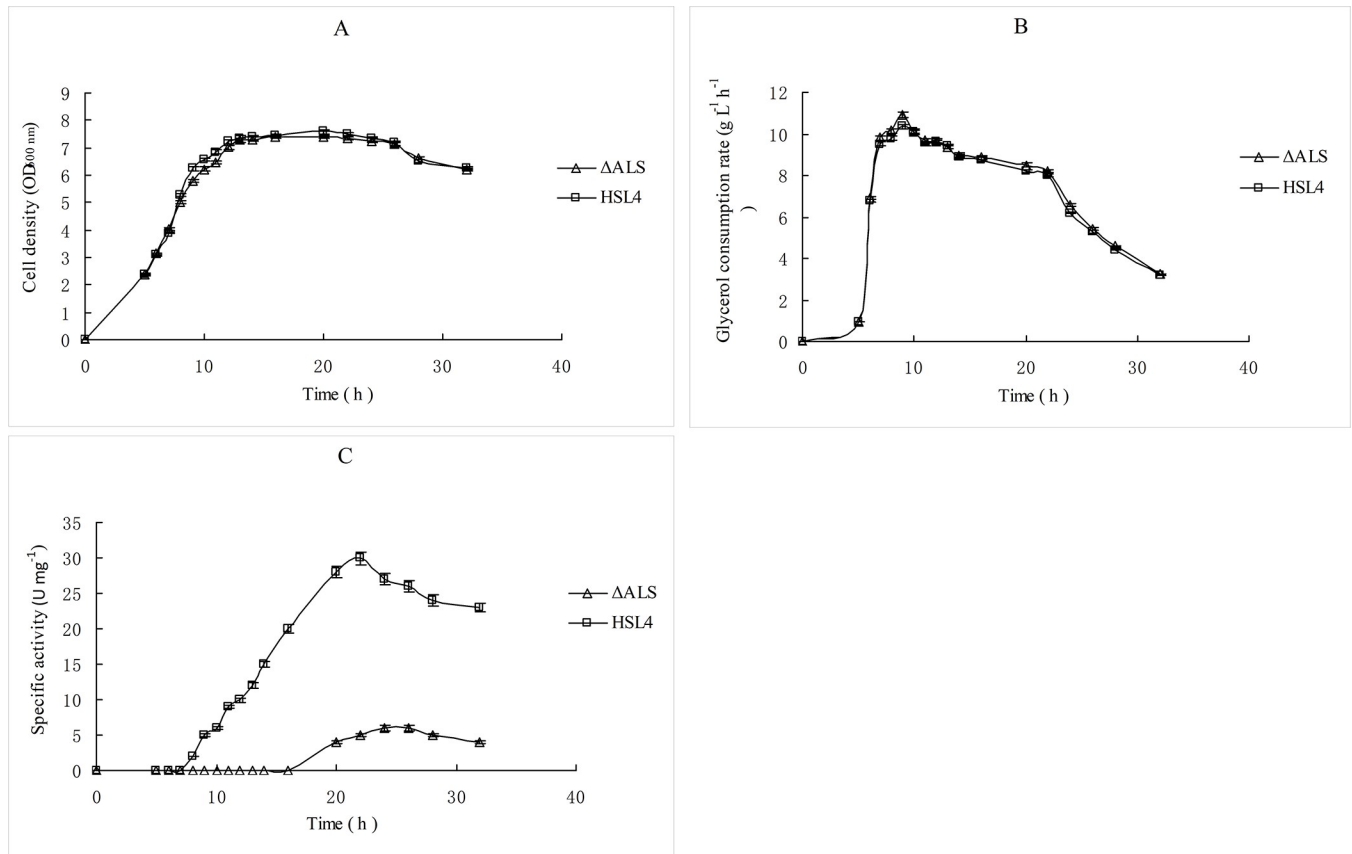 A
Cell density (OD600 nm)
9
8
7
6
5
4
3
2
1
0
0 10 20 30 40
Time ( h )
ΔALS
HSL4
B
Glycerol consumption rate (g L-1 h-1
)
12
10
8
6
4
2
0
0 10 20 30 40
Time ( h )
ΔALS
HSL4
C
Specific activity (U mg-1)
35
30
25
20
15
10
5
0
0 10 20 30 40
Time ( h )
ΔALS
HSL4